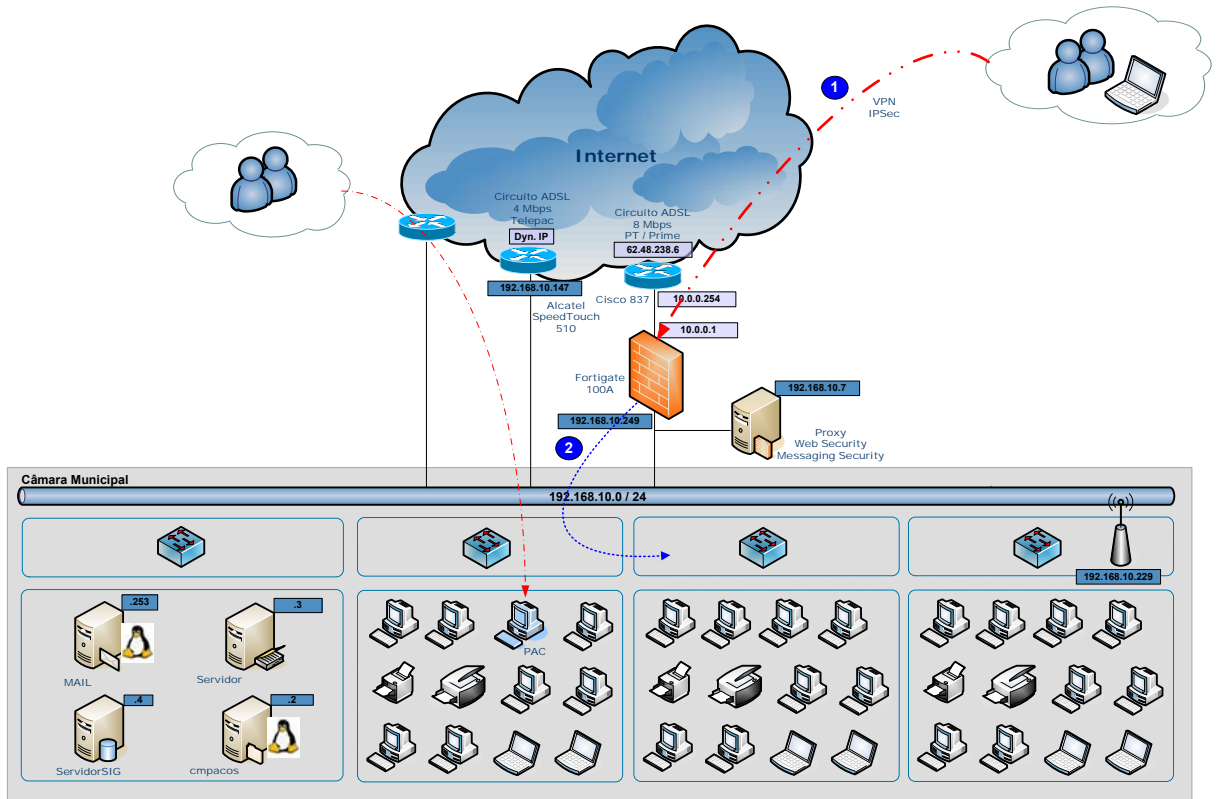 1
VPN
IPSec
Internet
Circuíto ADSL
4 Mbps
Telepac
Dyn. IP
Circuíto ADSL
8 Mbps
PT / Prime
62.48.238.6
192.168.10.147
Alcatel
SpeedTouch
510
Cisco 837
10.0.0.254
10.0.0.1
Fortigate
100A
192.168.10.249
192.168.10.7
Proxy
Web Security
Messaging Security
2
Câmara Municipal
192.168.10.0 / 24
192.168.10.229
.253
MAIL
.3
Servidor
.4
ServidorSIG
.2
cmpacos
PAC